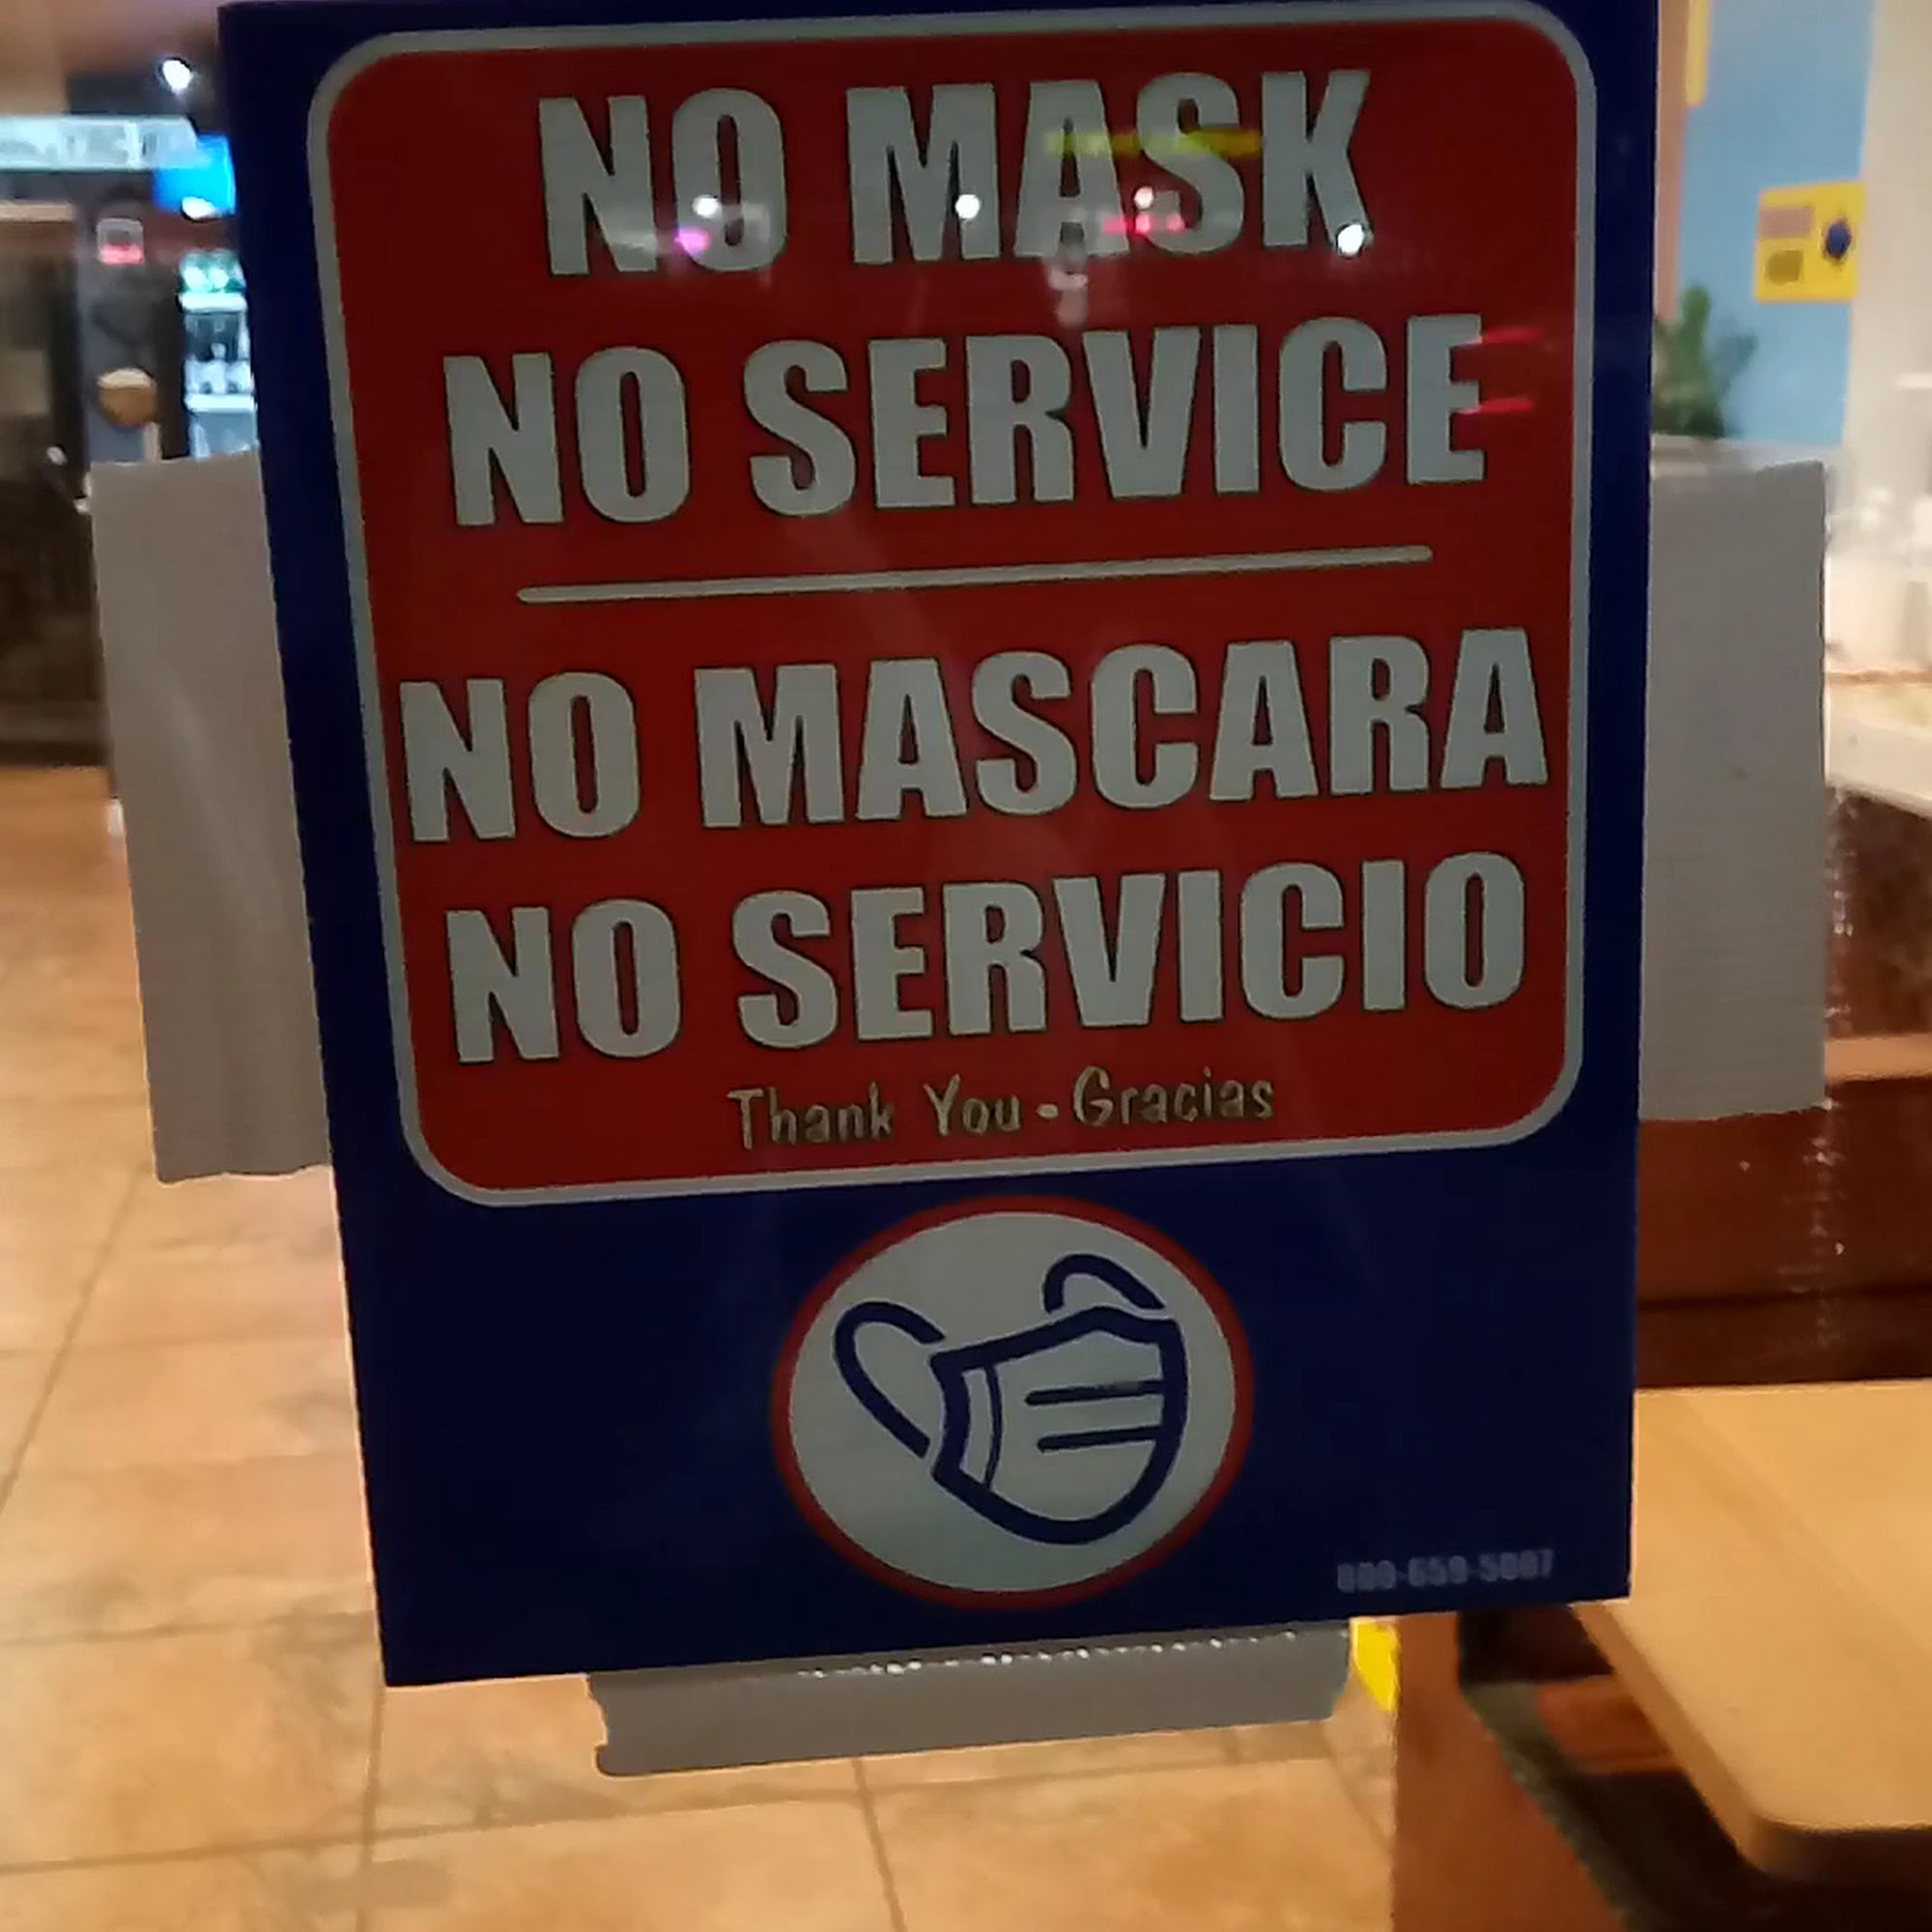 NO MASK
NO SERVICE
NO MASCARA
NO SERVICIO
Thank You - Gracias